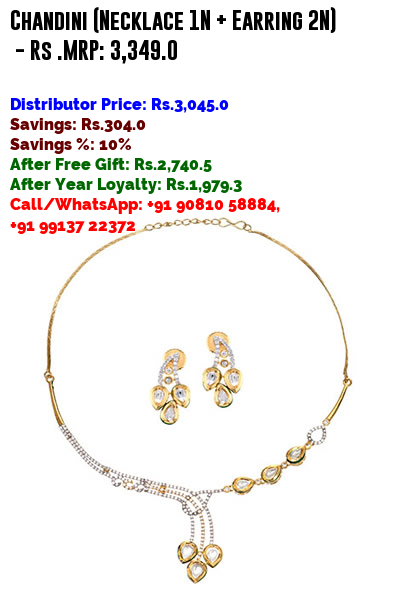 Chandini (Necklace 1N + Earring 2N)
- Rs .MRP: 3,349.0
Distributor Price: Rs.3,045.0
Savings: Rs.304.0
Savings %: 10%
After Free Gift: Rs.2,740.5
After Year Loyalty: Rs.1,979.3
Call/WhatsApp: +91 90810 58884,
+91 99137 22372